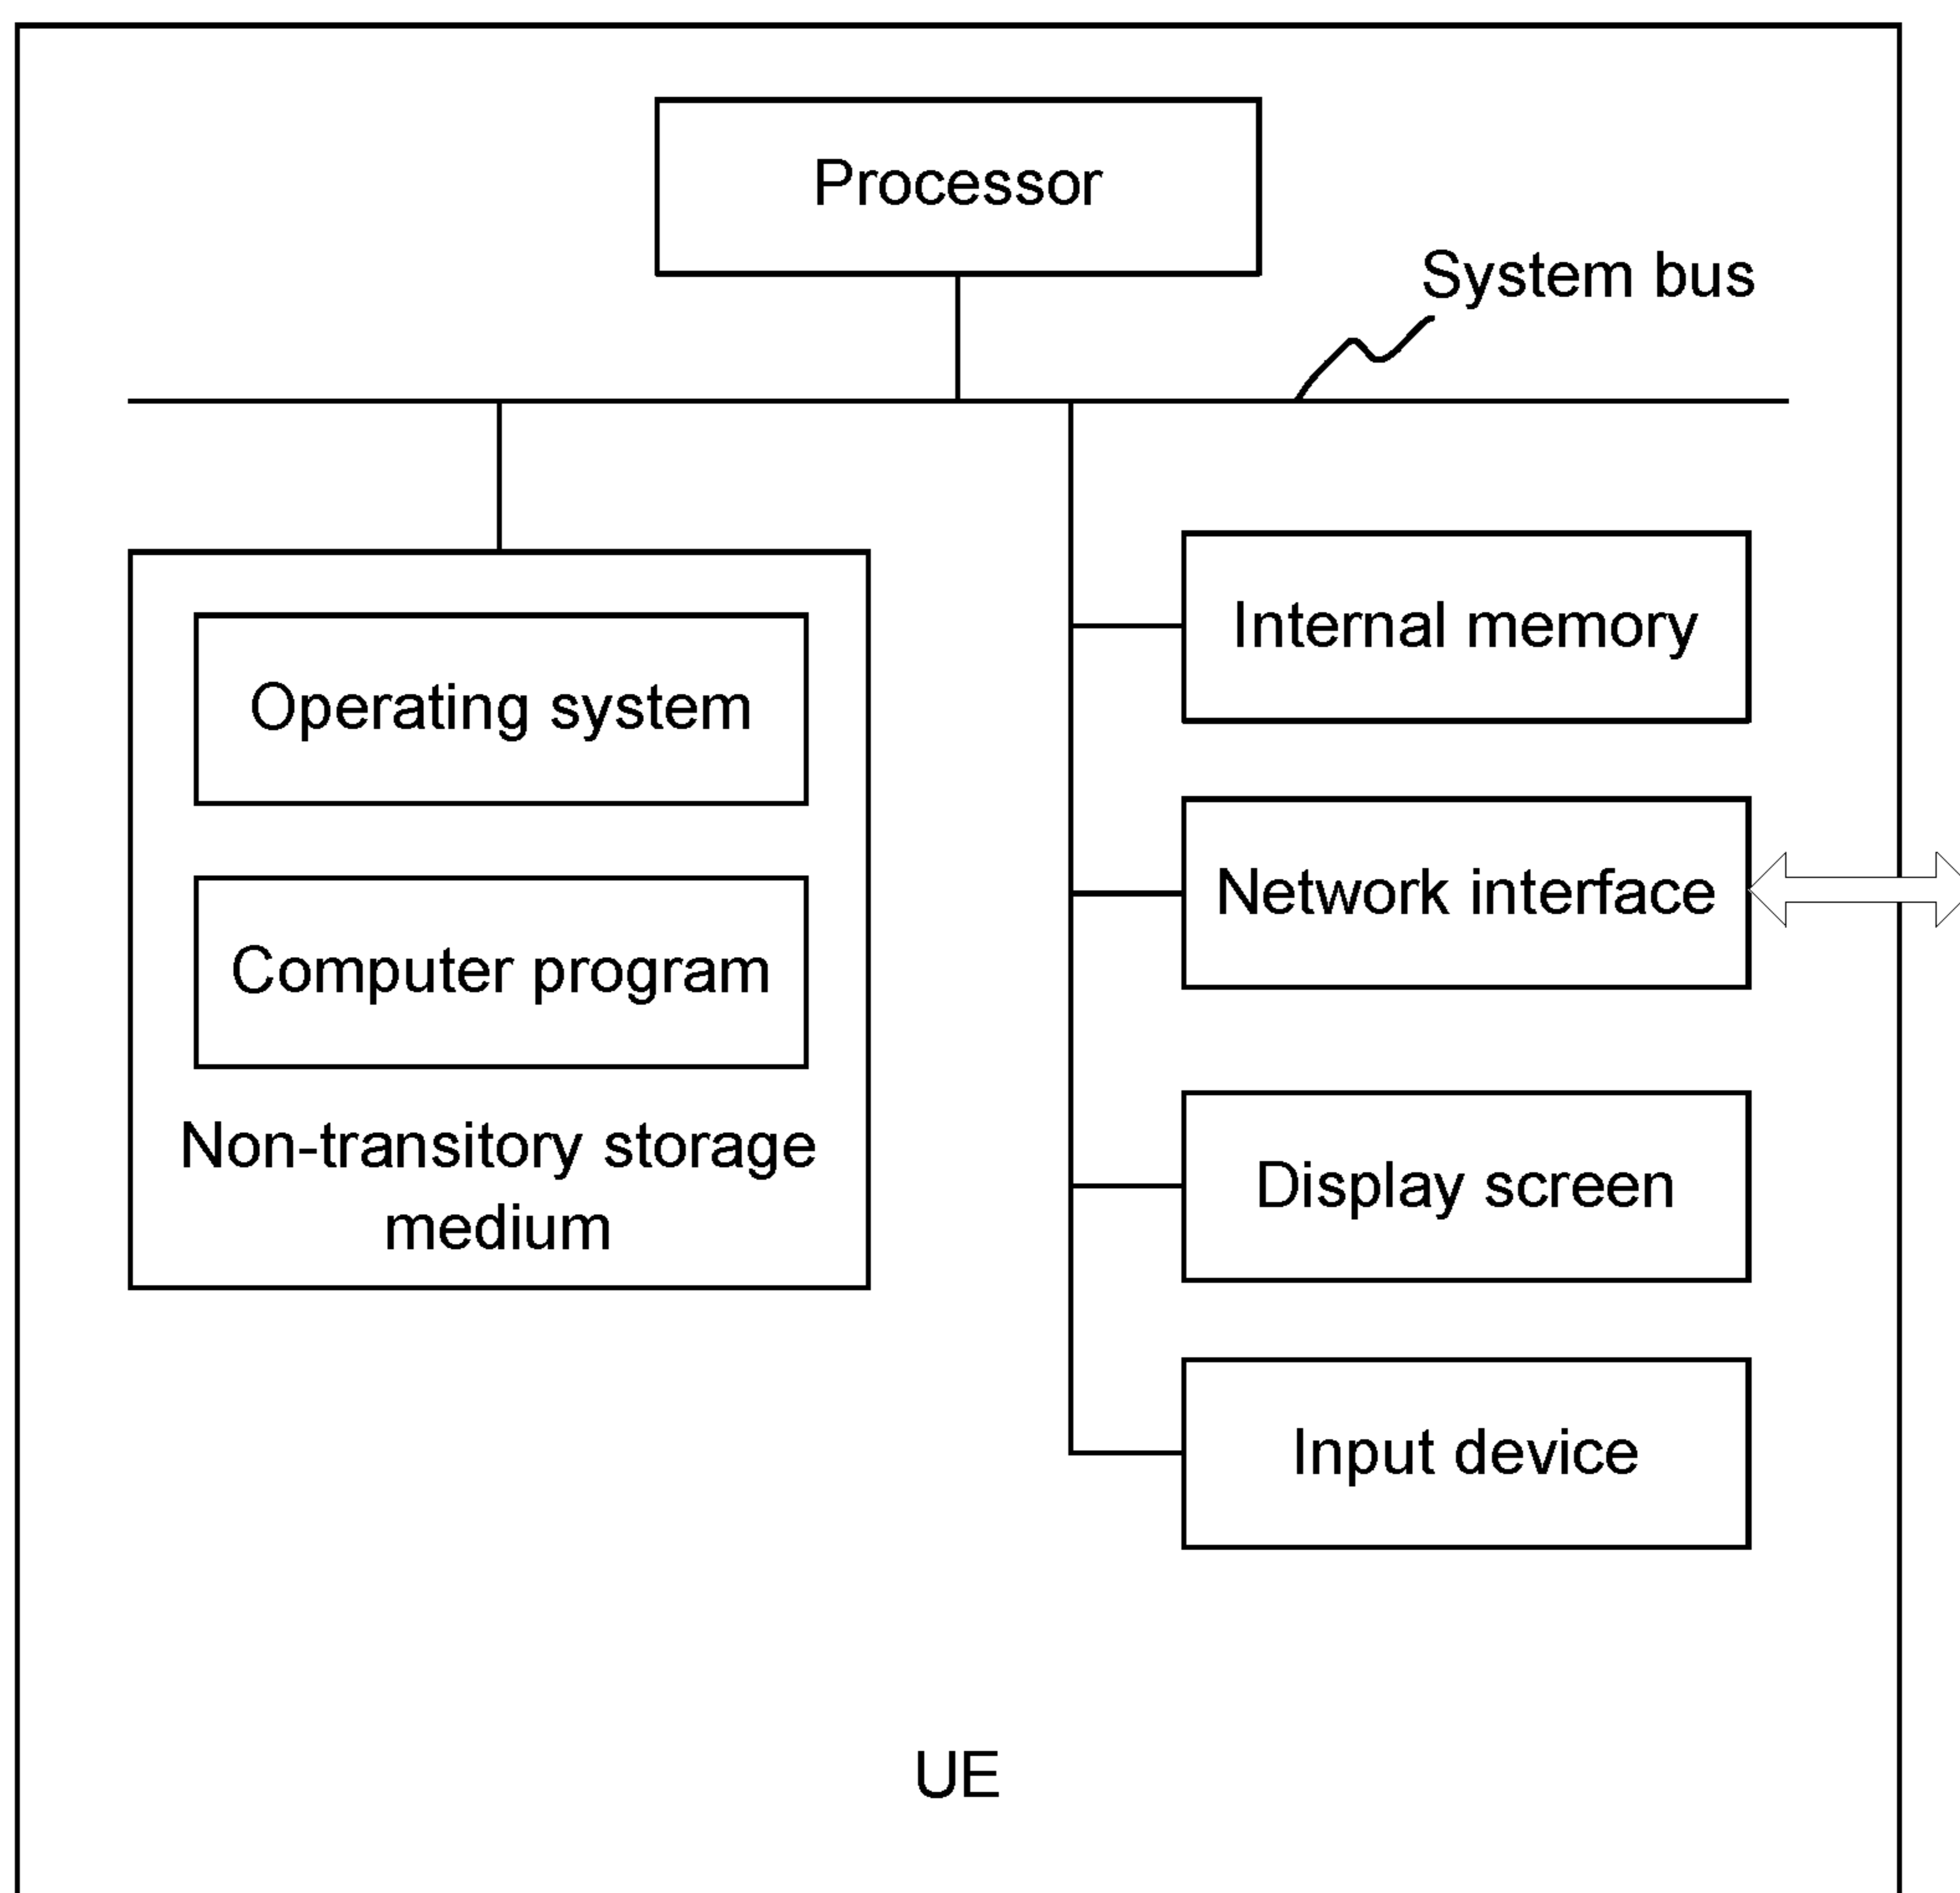 Processor
System bus
Operating system
Computer program
Non-transitory storage
medium
Internal memory
Network interface
Display screen
Input device
UE